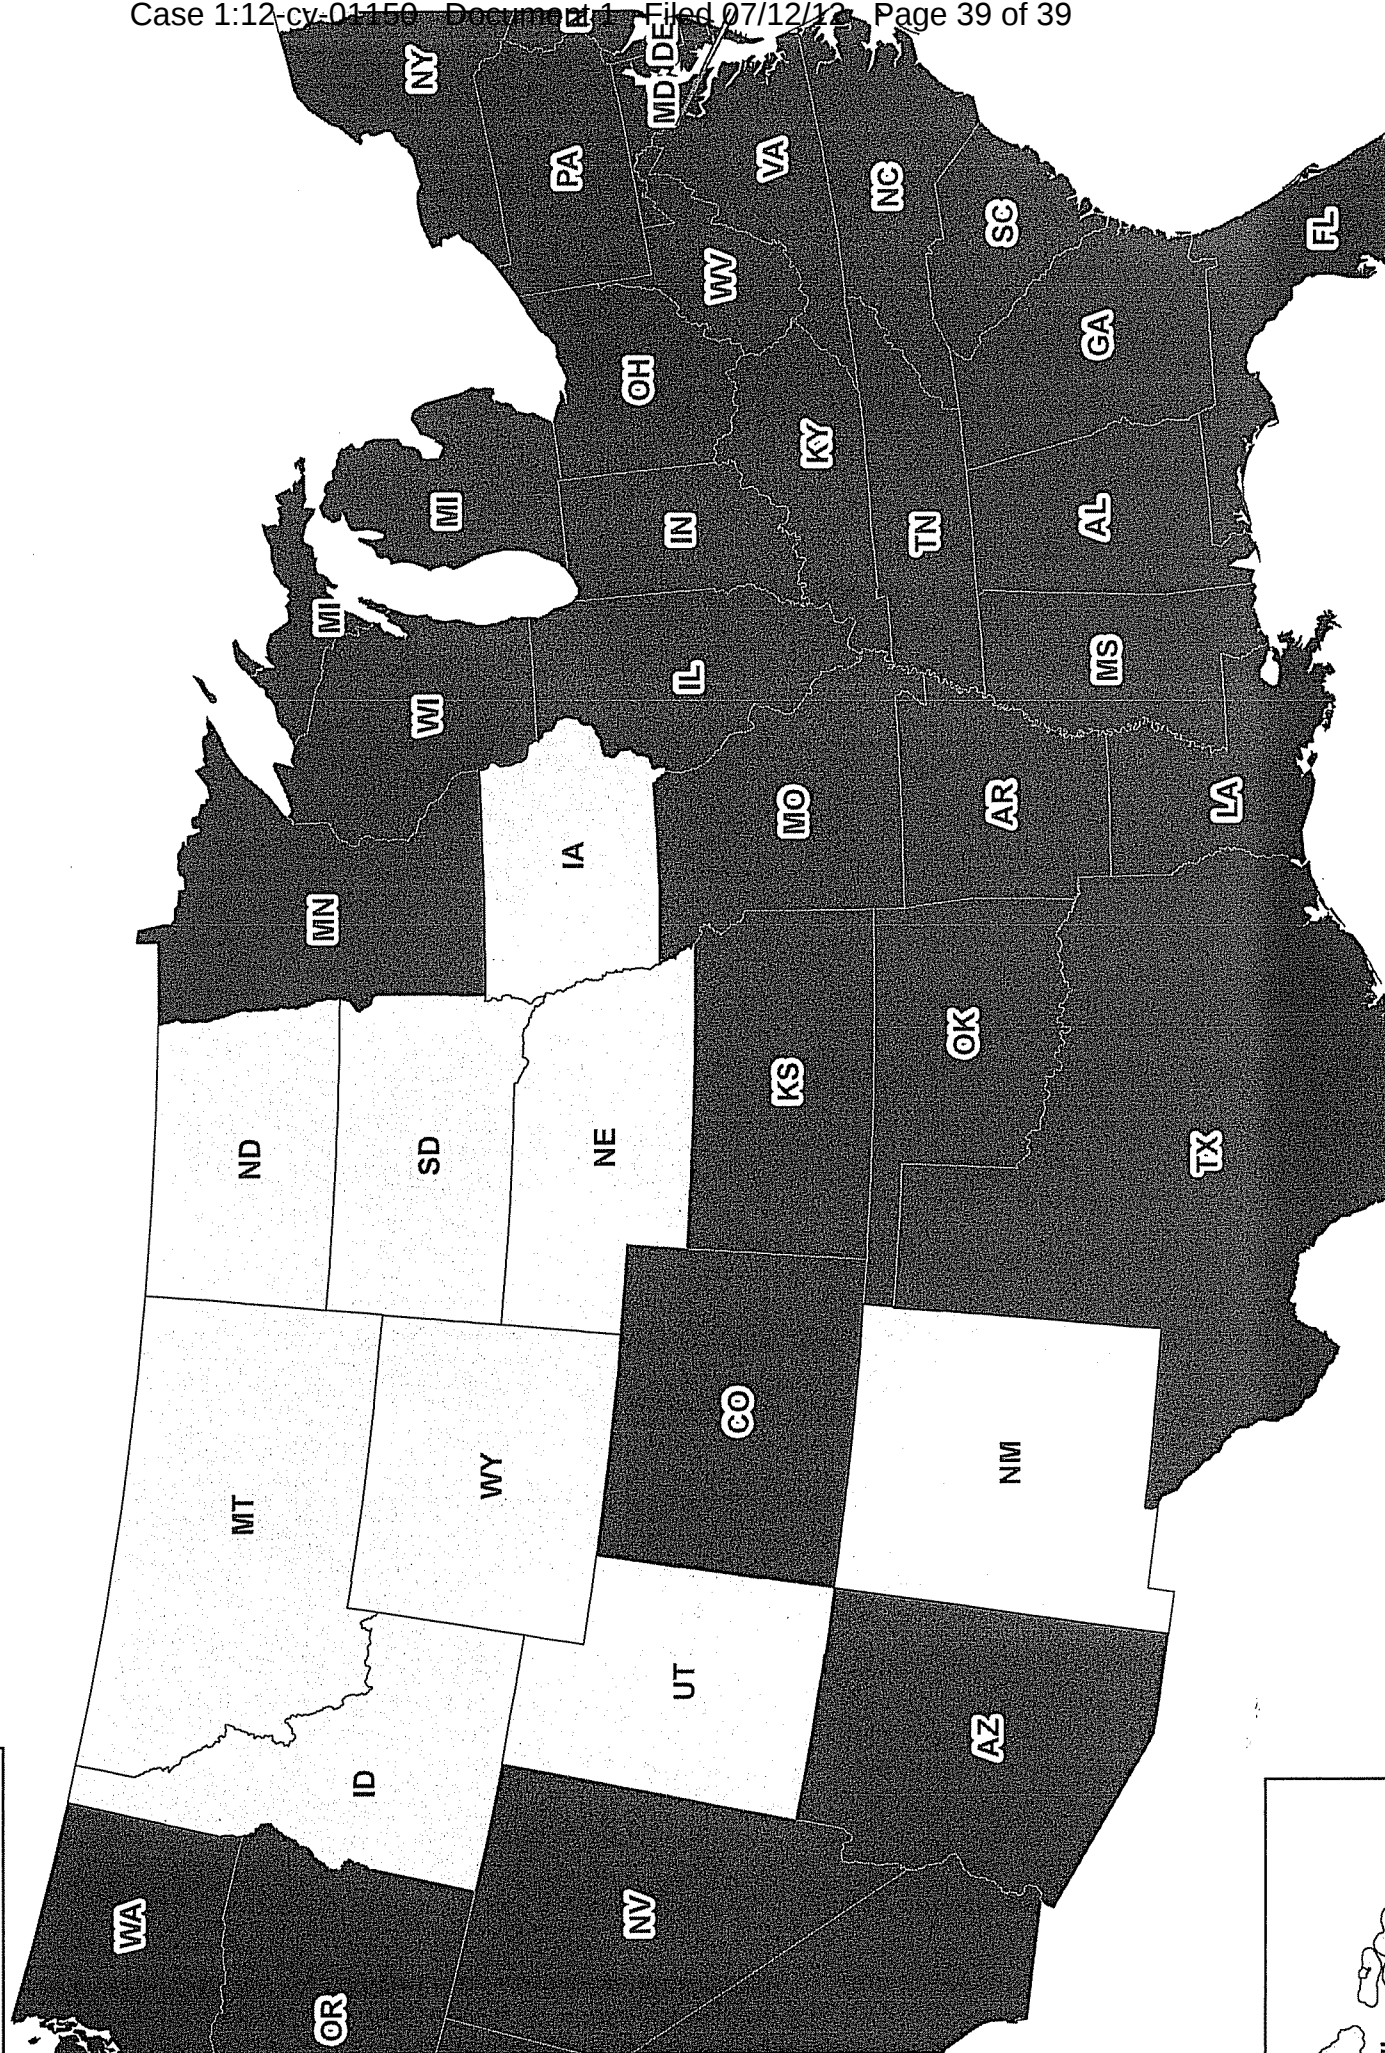 Case 1:12-cv-01150 Document 1 Filed 07/12/12 Page 39 of 39
WA
OR
ID
MT
ND
MN
WI
MI
MI
NY
NV
UT
WY
SD
NE
IA
IL
IN
OH
PA
MD
DE
AZ
CO
KS
MO
KY
WV
VA
NM
OK
AR
TN
NC
SC
TX
LA
MS
AL
GA
FL